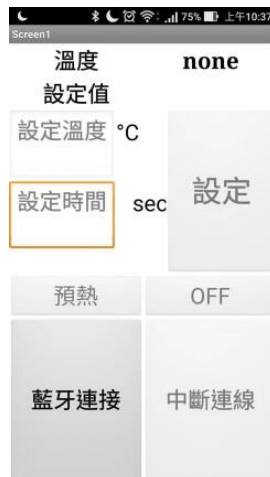 75% 上午10:37
Screen1
溫度 none
設定值
設定溫度 °C
設定時間 sec 設定
預熱 OFF
藍牙連接 中斷連線